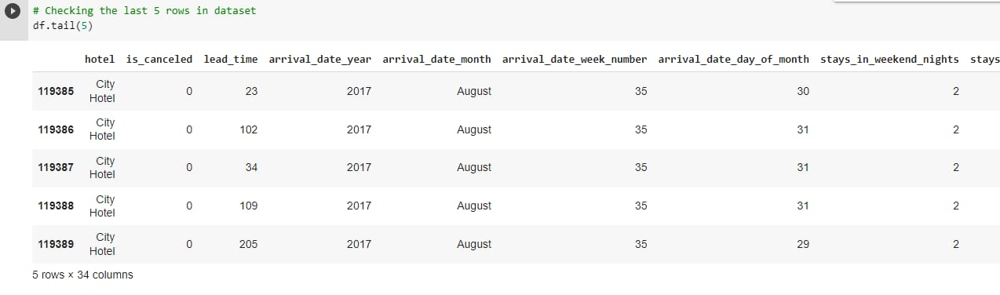 # Checking the last 5 rows in dataset
df.tail(5)
hotel is_canceled lead_time arrival_date_year arrival_date_month arrival_date_week_number arrival_date_day_of_month stays_in_weekend_nights stays
119385 City Hotel 0 23 2017 August 35 30 2
119386 City Hotel 0 102 2017 August 35 31 2
119387 City Hotel 0 34 2017 August 35 31 2
119388 City Hotel 0 109 2017 August 35 31 2
119389 City Hotel 0 205 2017 August 35 29 2
5 rows × 34 columns